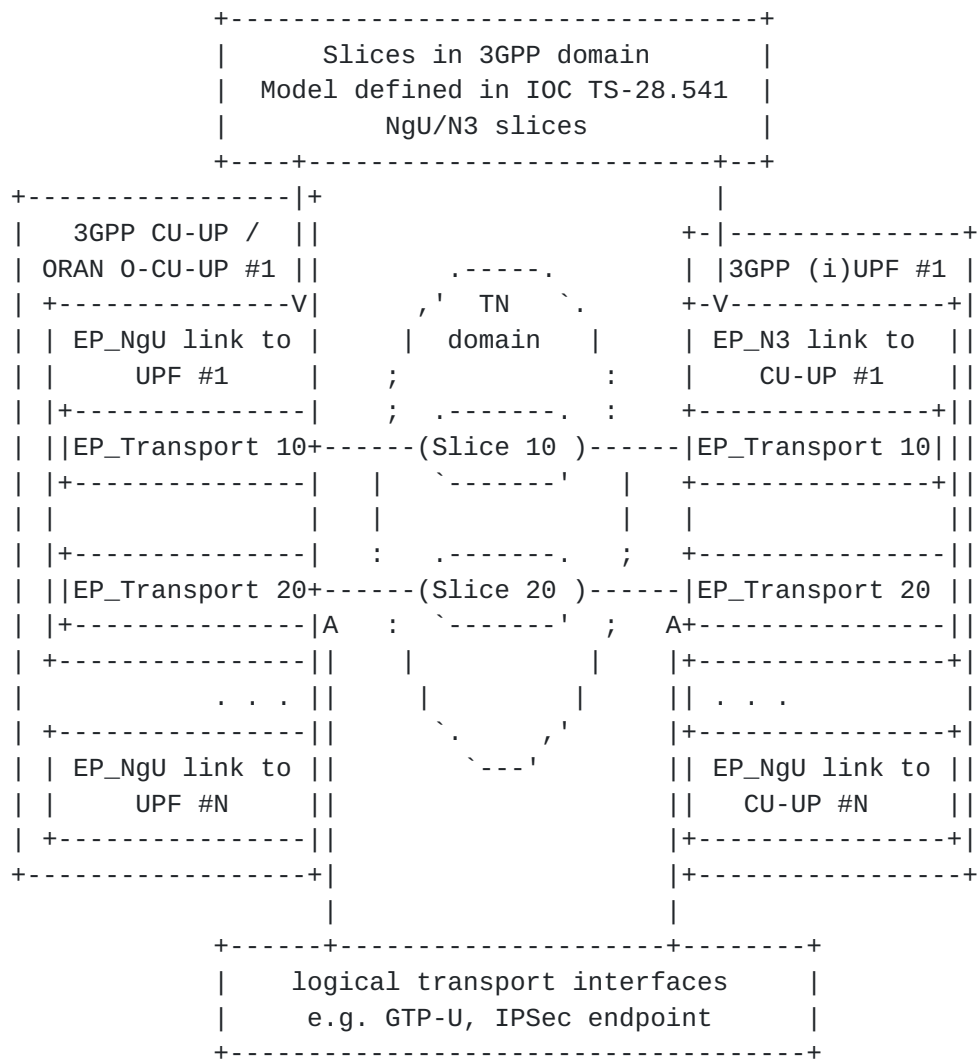 Slices in 3GPP domain
Model defined in IOC TS-28.541
NgU/N3 slices
3GPP CU-UP /
ORAN O-CU-UP #1
3GPP (i)UPF #1
TN
domain
EP_NgU link to
UPF #1
EP_N3 link to
CU-UP #1
EP_Transport 10
(Slice 10 )
EP_Transport 10
EP_Transport 20
(Slice 20 )
EP_Transport 20
. . .
. . .
EP_NgU link to
UPF #N
EP_NgU link to
CU-UP #N
logical transport interfaces
e.g. GTP-U, IPSec endpoint